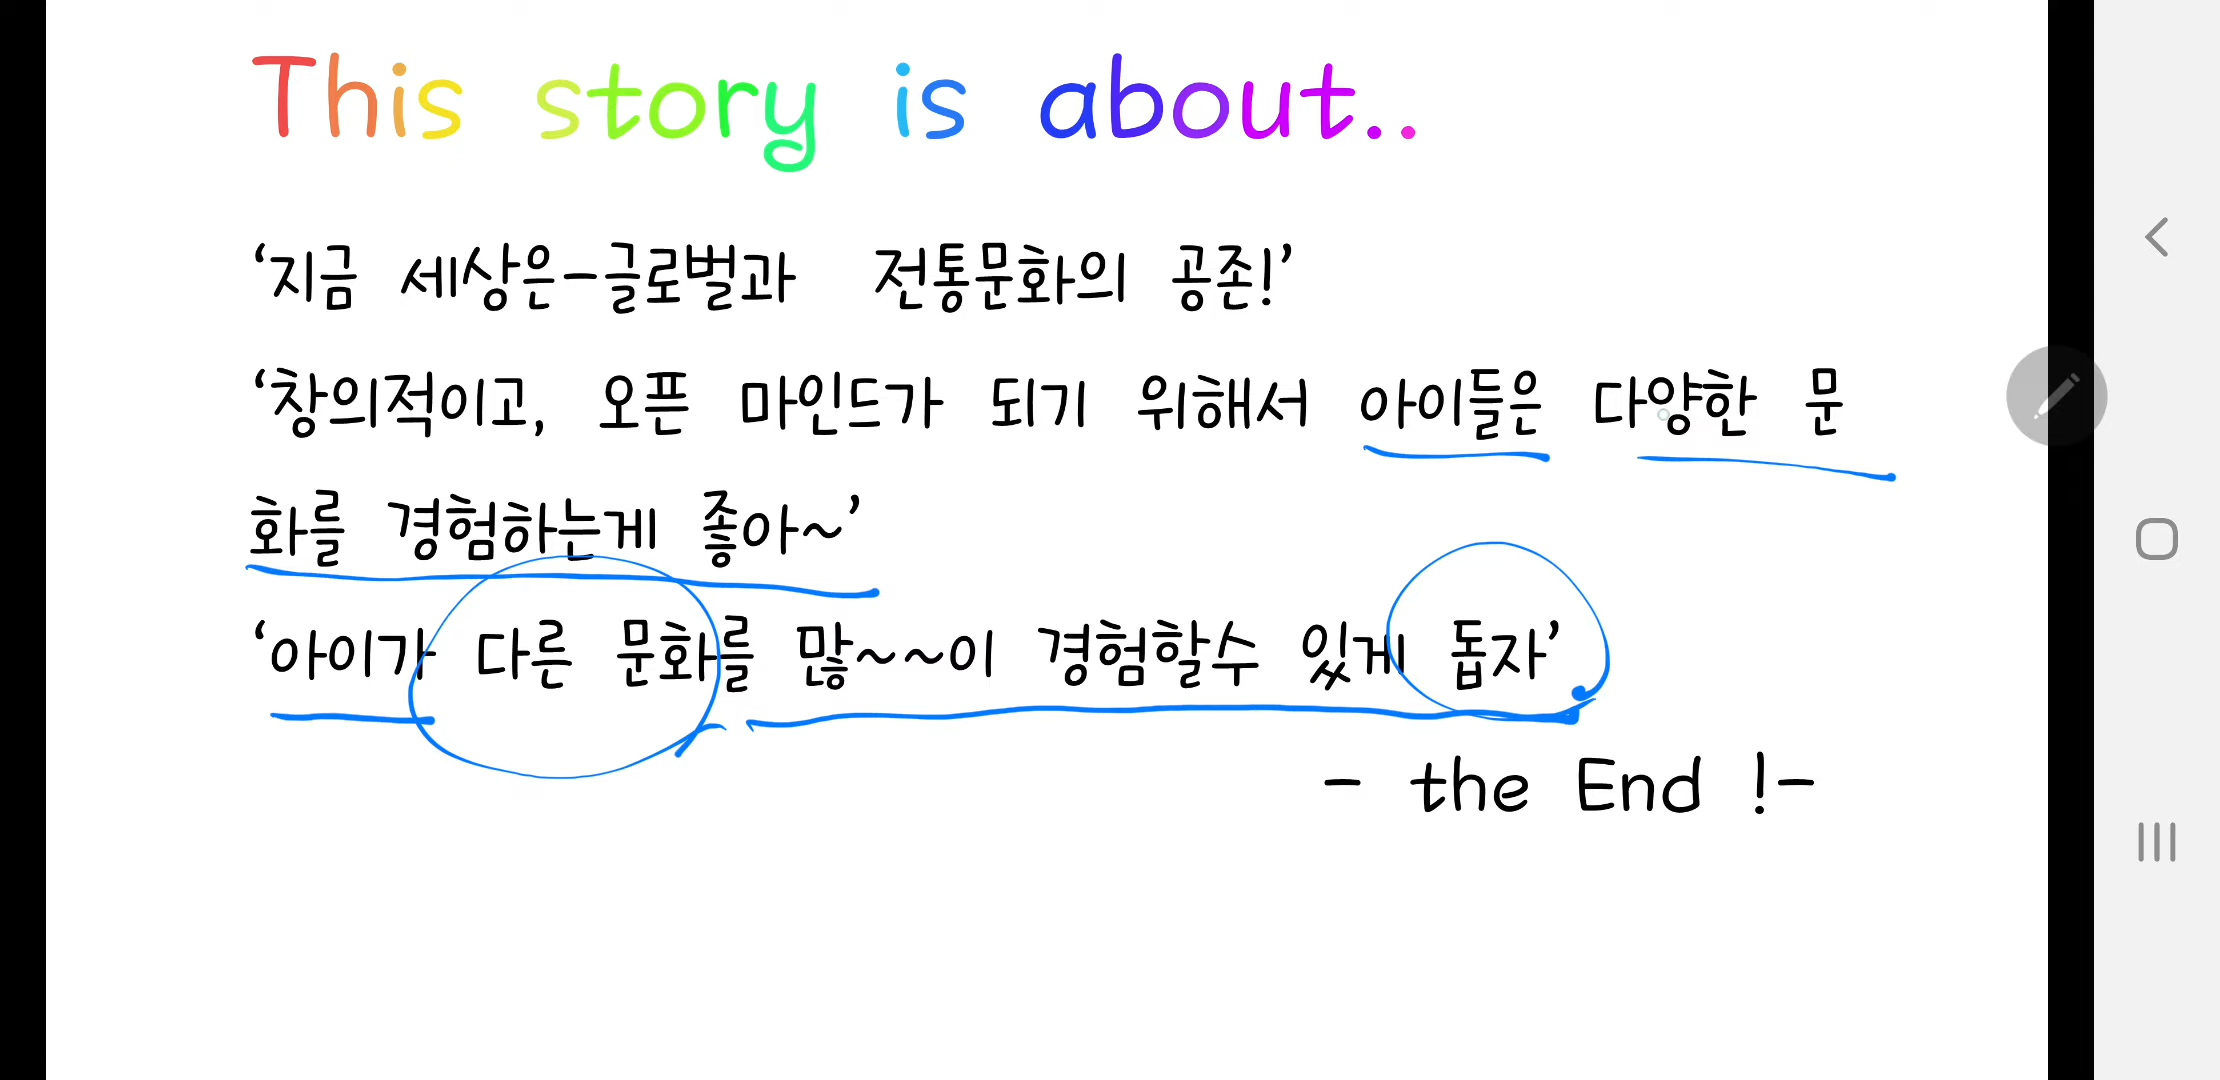 This story is about..
‘지금 세상은-글로벌과 전통문화의 공존!’
‘창의적이고, 오픈 마인드가 되기 위해서 아이들은 다양한 문
화를 경험하는게 좋아~’
‘아이가 다른 문화를 많~~이 경험할수 있게 돕자’
- the End !-